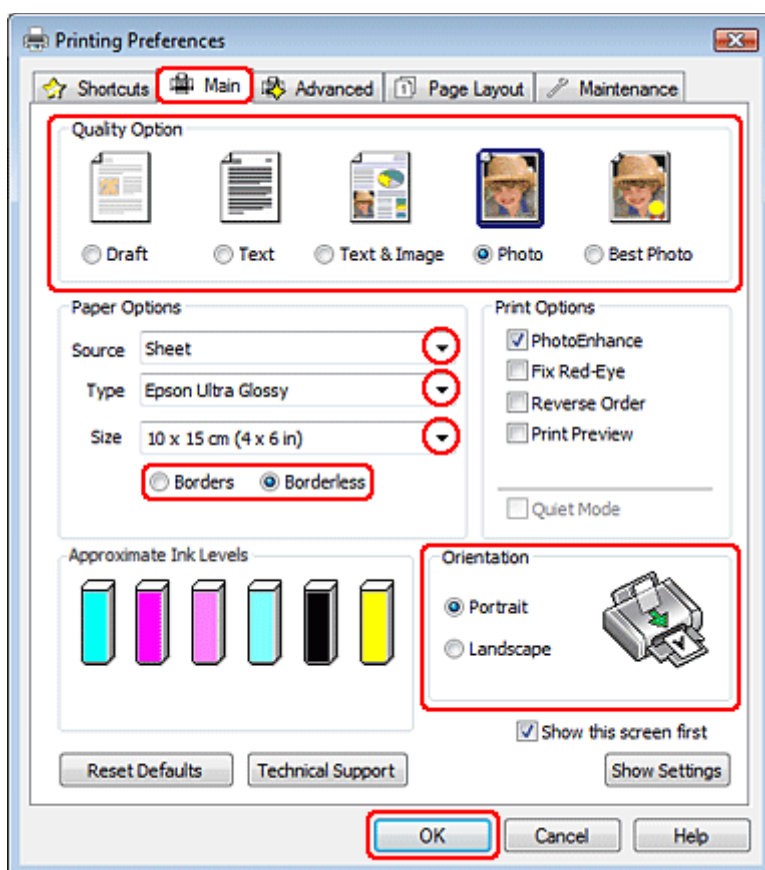 Printing Preferences
Shortcuts Main Advanced Page Layout Maintenance
Quality Option
Draft Text Text & Image Photo Best Photo
Paper Options
Source Sheet
Type Epson Ultra Glossy
Size 10 x 15 cm (4 x 6 in)
Borders Borderless
Print Options
PhotoEnhance
Fix Red-Eye
Reverse Order
Print Preview
Quiet Mode
Approximate Ink Levels
Orientation
Portrait
Landscape
Show this screen first
Reset Defaults Technical Support Show Settings
OK Cancel Help